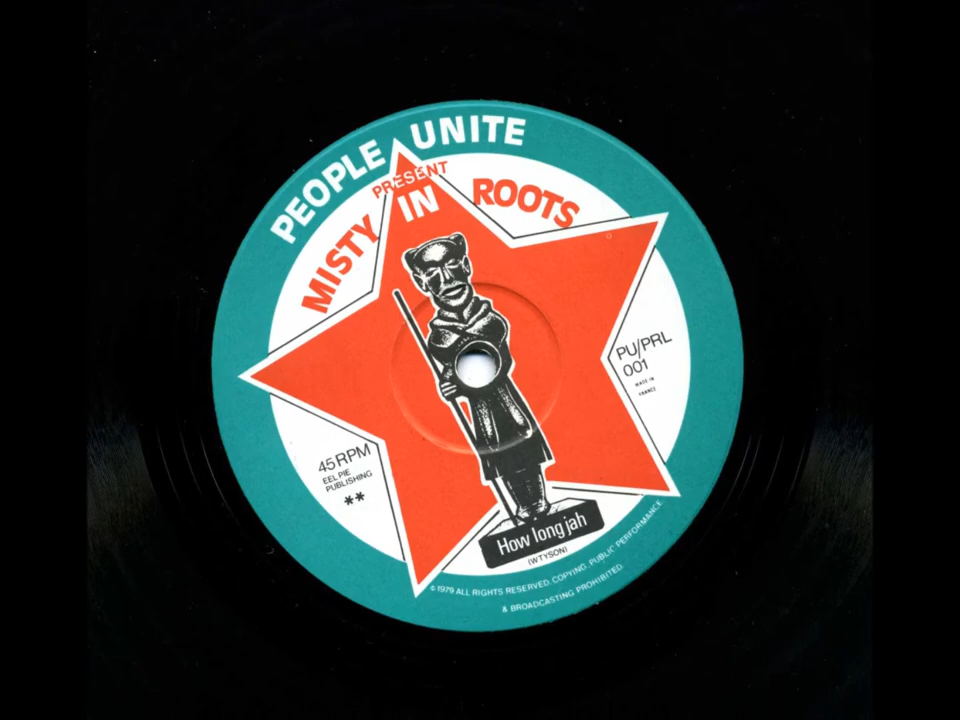 PEOPLE UNITE
PRESENT
MISTY IN ROOTS
PU/PRL
001
MADE IN
FRANCE
45 RPM
EEL PIE
PUBLISHING
**
How long jah
(W TYSON)
©1979 ALL RIGHTS RESERVED. COPYING, PUBLIC PERFORMANCE
& BROADCASTING PROHIBITED.